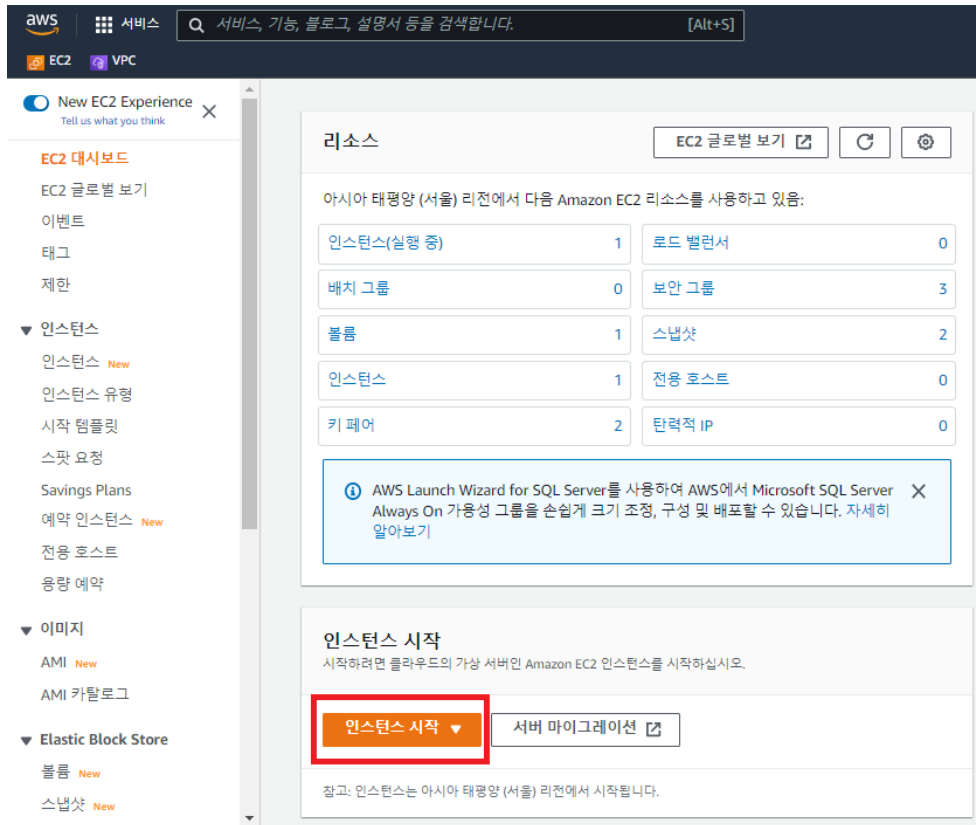 aws
서비스
서비스, 기능, 블로그, 설명서 등을 검색합니다. [Alt+S]
EC2 VPC
New EC2 Experience
Tell us what you think
EC2 대시보드
EC2 글로벌 보기
이벤트
태그
제한
인스턴스
인스턴스 New
인스턴스 유형
시작 템플릿
스팟 요청
Savings Plans
예약 인스턴스 New
전용 호스트
용량 예약
이미지
AMI New
AMI 카탈로그
Elastic Block Store
볼륨 New
스냅샷 New
리소스
EC2 글로벌 보기
아시아 태평양 (서울) 리전에서 다음 Amazon EC2 리소스를 사용하고 있음:
인스턴스(실행 중) 1
로드 밸런서 0
배치 그룹 0
보안 그룹 3
볼륨 1
스냅샷 2
인스턴스 1
전용 호스트 0
키 페어 2
탄력적 IP 0
AWS Launch Wizard for SQL Server를 사용하여 AWS에서 Microsoft SQL Server
Always On 가용성 그룹을 손쉽게 크기 조정, 구성 및 배포할 수 있습니다. 자세히
알아보기
인스턴스 시작
시작하려면 클라우드의 가상 서버인 Amazon EC2 인스턴스를 시작하십시오.
인스턴스 시작
서버 마이그레이션
참고: 인스턴스는 아시아 태평양 (서울) 리전에서 시작됩니다.